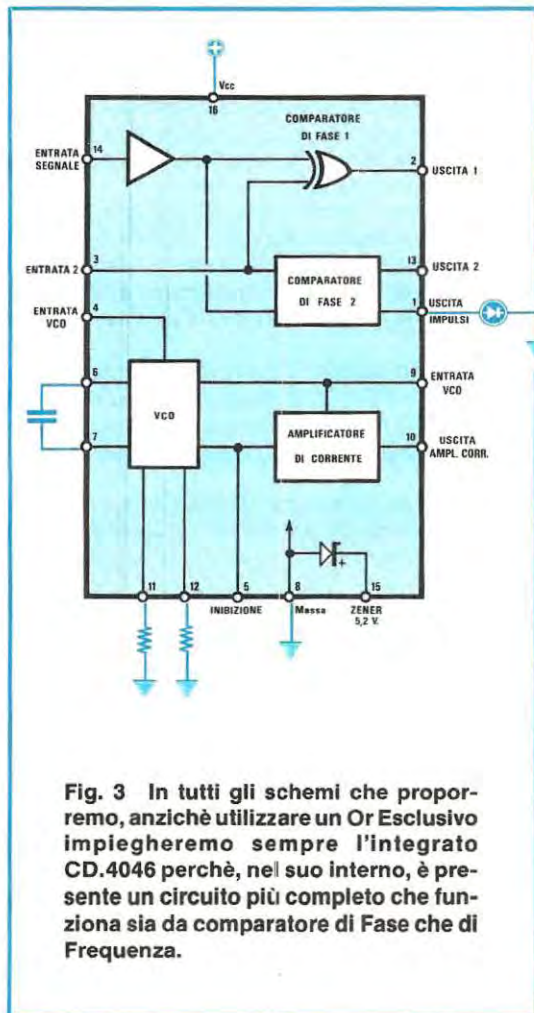 Vcc
16
COMPARATORE
DI FASE 1
ENTRATA
SEGNALE
14
2
USCITA 1
ENTRATA 2
3
13
USCITA 2
COMPARATORE
DI FASE 2
1
USCITA
IMPULSI
ENTRATA
VCO
4
6
VCO
9
ENTRATA
VCO
7
AMPLIFICATORE
DI CORRENTE
10
USCITA
AMPL. CORR.
11
12
5
INIBIZIONE
8
Massa
15
ZENER
5,2 V.
Fig. 3 In tutti gli schemi che propor-
remo, anzichè utilizzare un Or Esclusivo
impiegheremo sempre l'integrato
CD.4046 perchè, nel suo interno, è pre-
sente un circuito più completo che fun-
ziona sia da comparatore di Fase che di
Frequenza.